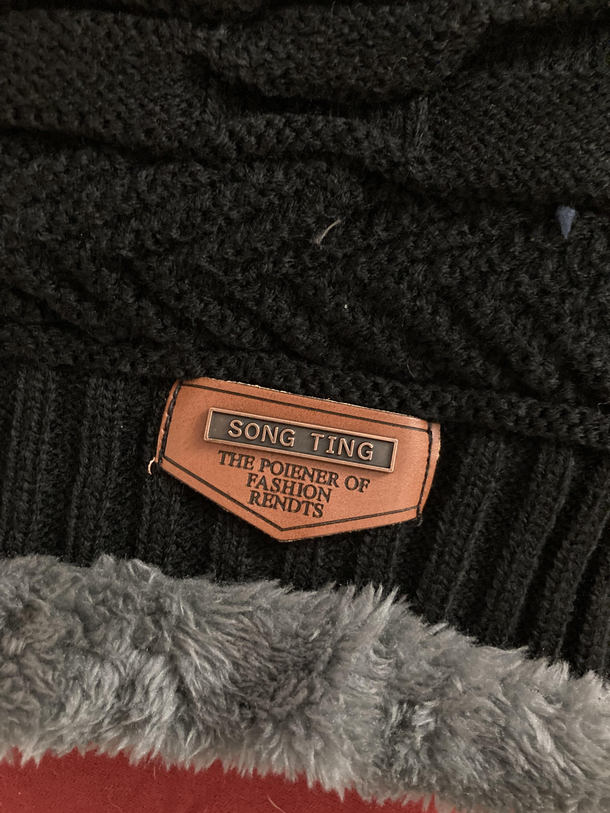 SONG TING
THE POIENER OF
FASHION
RENDTS